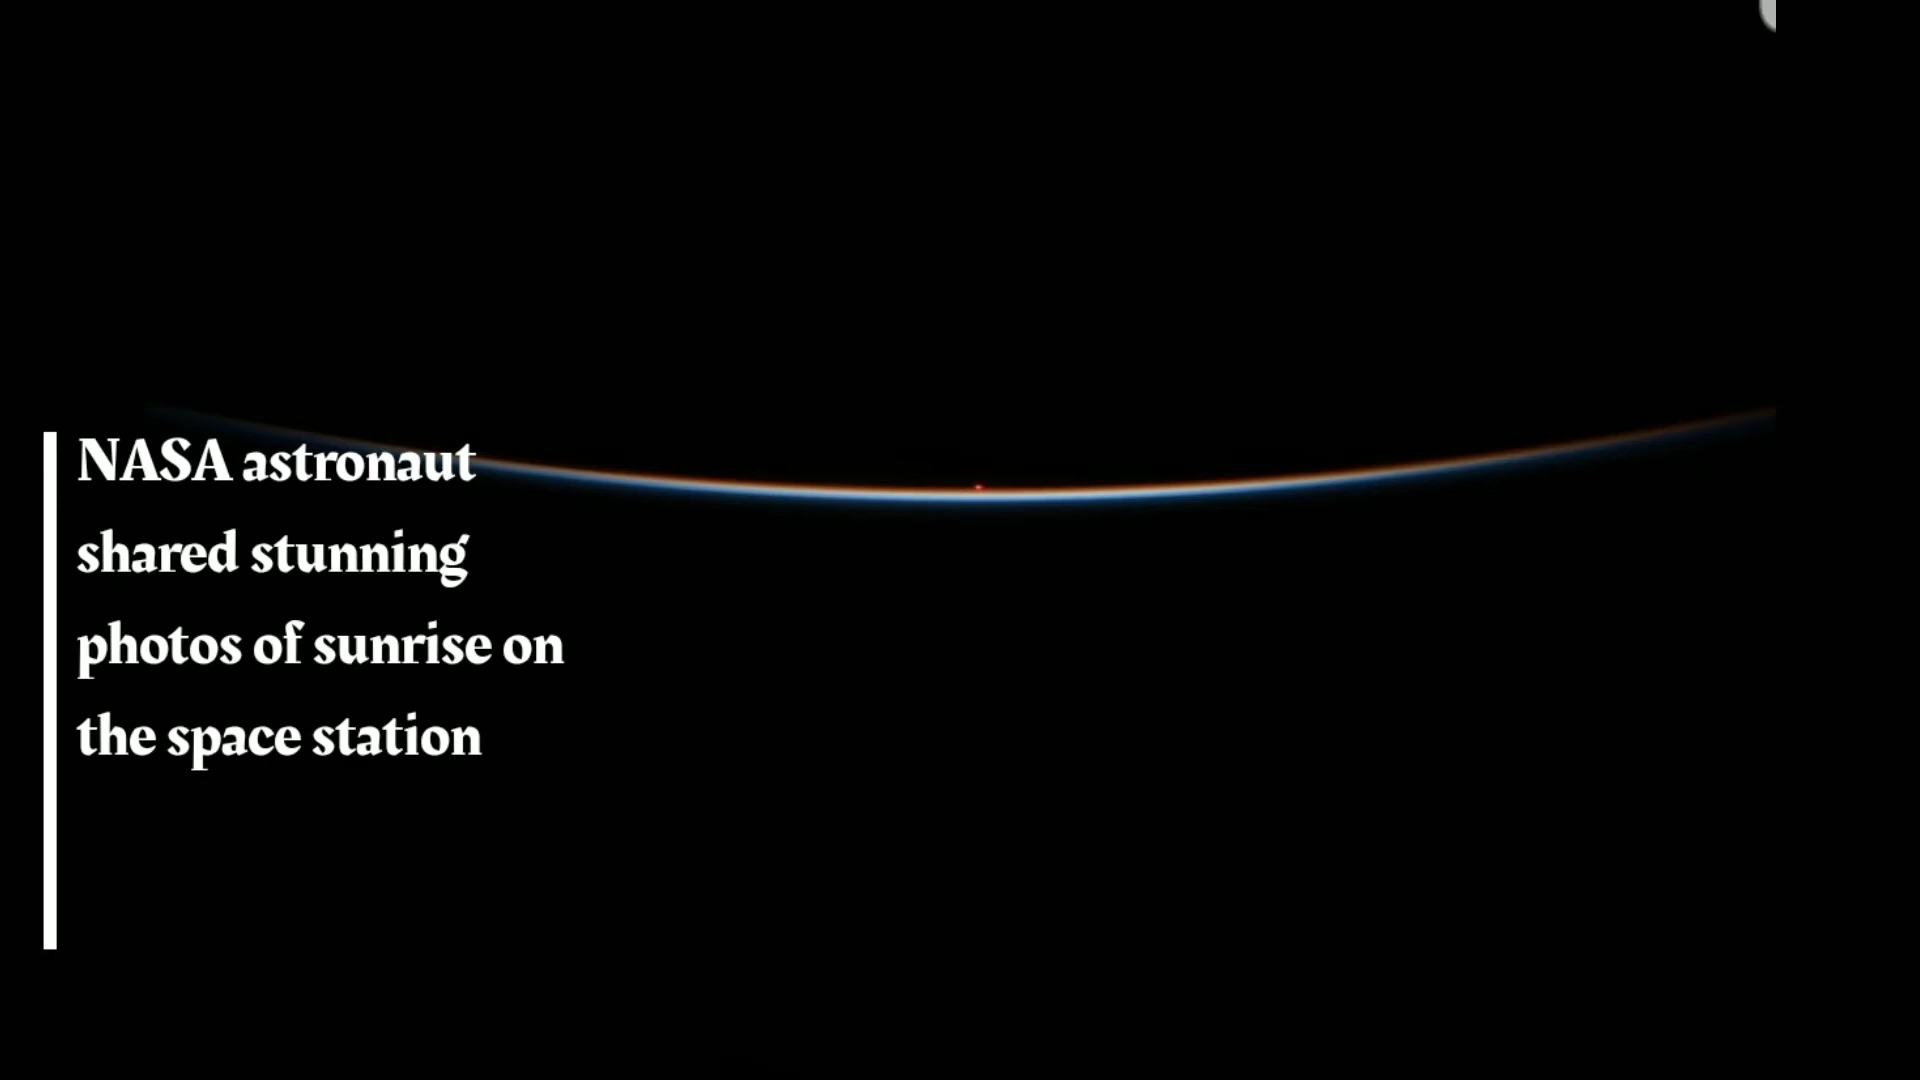 NASA astronaut
shared stunning
photos of sunrise on
the space station